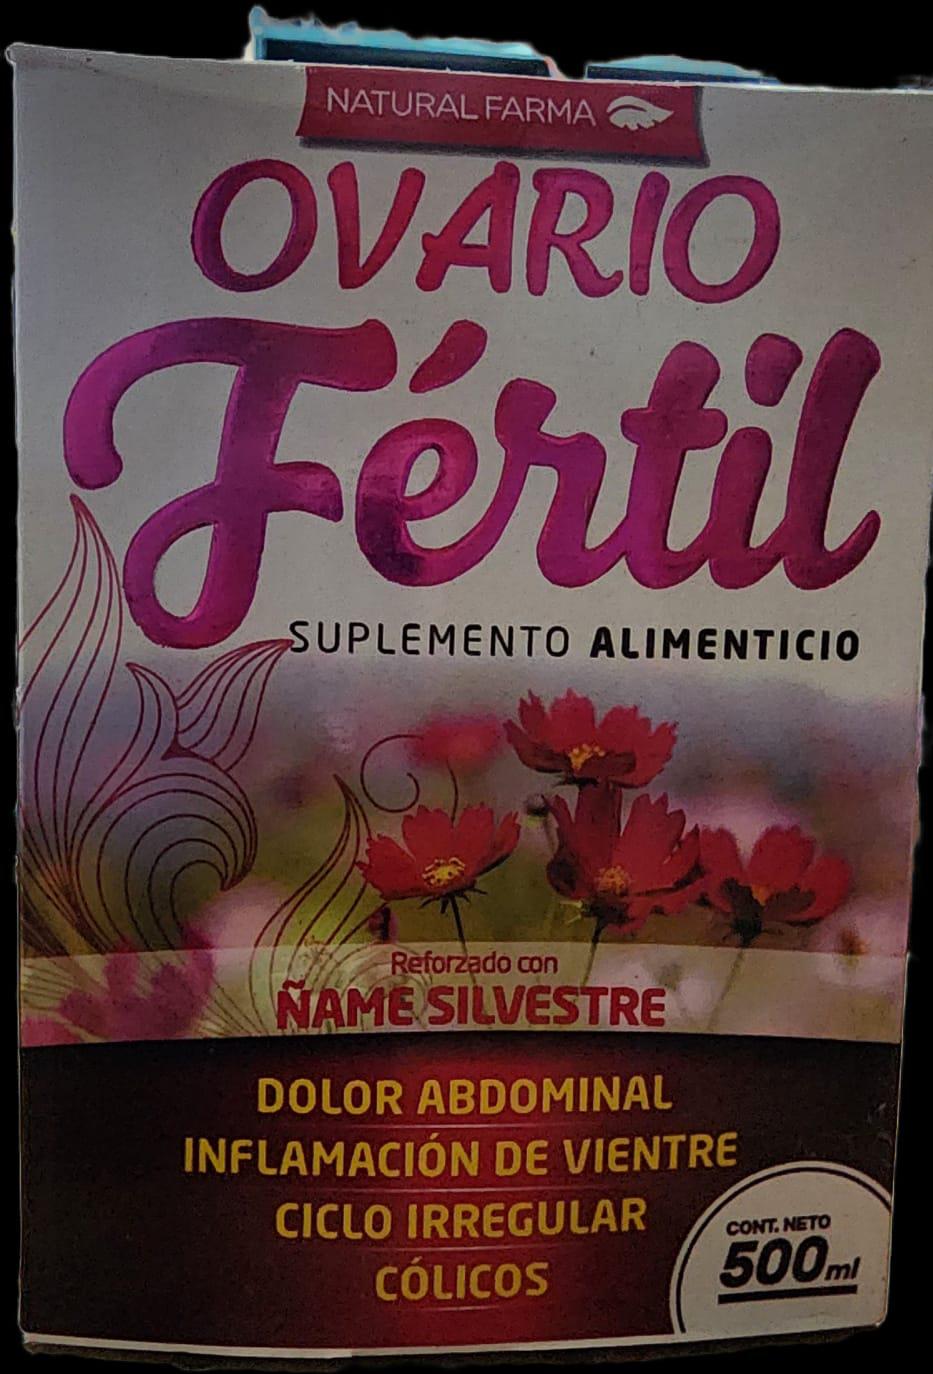 NATURAL FARMA
OVARIO
Fértil
SUPLEMENTO ALIMENTICIO
Reforzado con
ÑAME SILVESTRE
DOLOR ABDOMINAL
INFLAMACIÓN DE VIENTRE
CICLO IRREGULAR
CÓLICOS
CONT. NETO
500ml